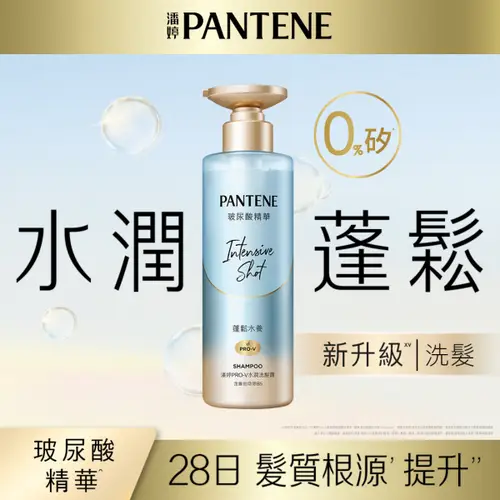 潘婷 PANTENE
0%矽
水潤 蓬鬆
PANTENE
玻尿酸精華
Intensive
Shot
蓬鬆水養
PRO-V
SHAMPOO
新升級^XV|洗髮
玻尿酸
精華^
28日 髮質根源' 提升''